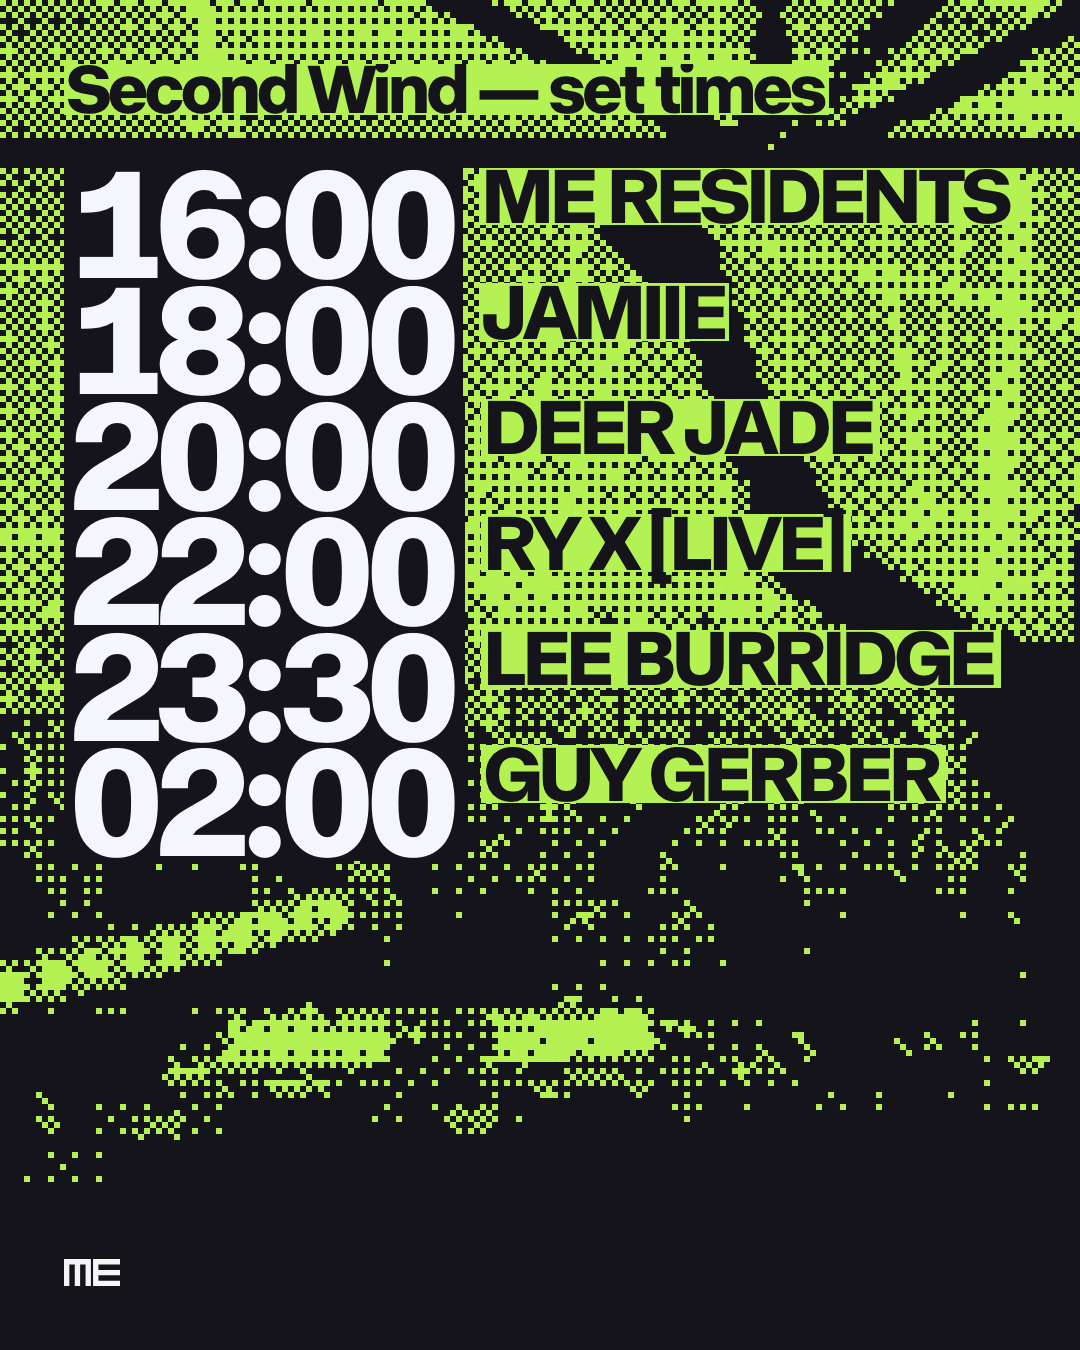 Second Wind — set times!
16:00 ME RESIDENTS
18:00 JAMIIE
20:00 DEER JADE
22:00 RY X [LIVE]
23:30 LEE BURRIDGE
02:00 GUY GERBER
ME